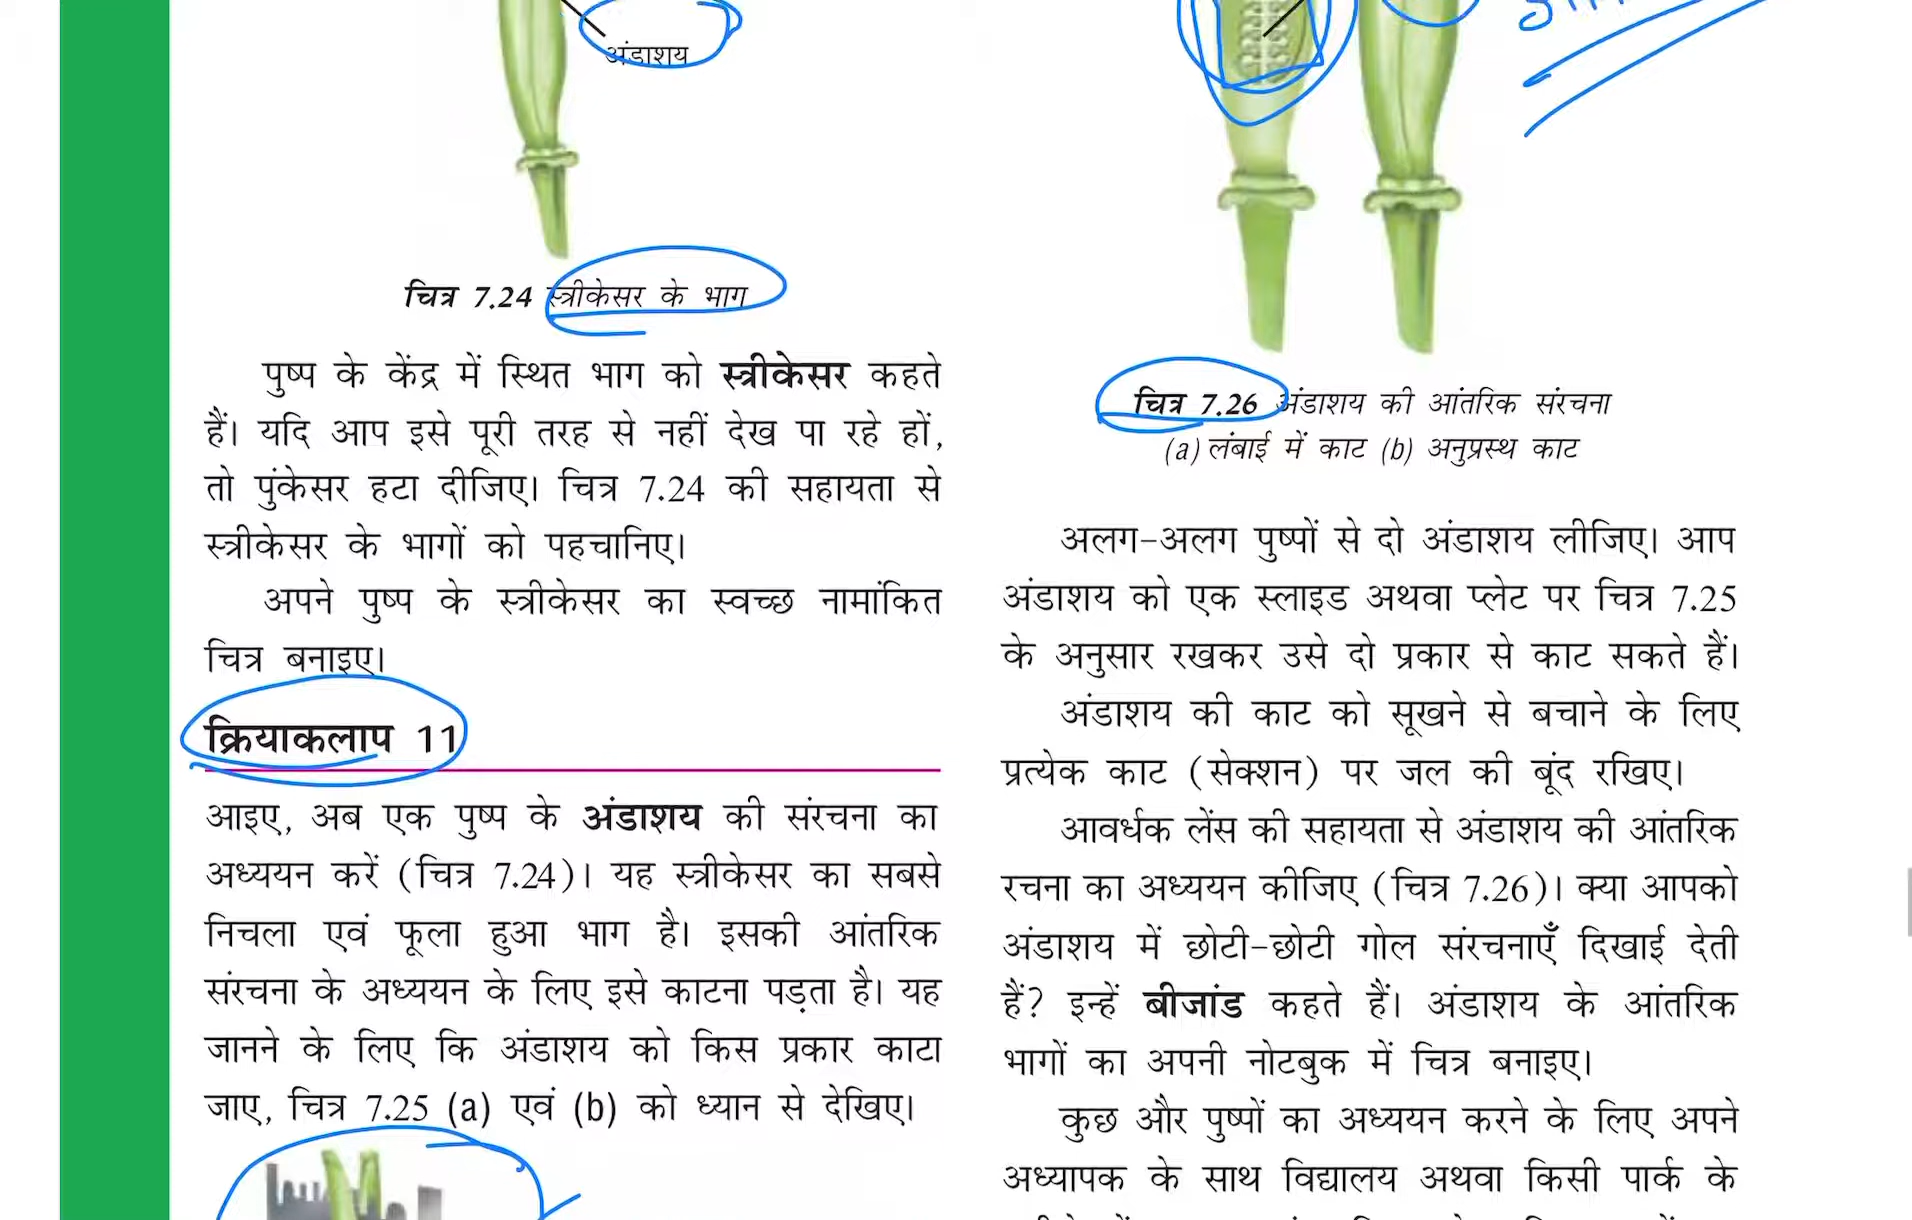 अंडाशय
चित्र 7.24 स्त्रीकेसर के भाग
पुष्प के केंद्र में स्थित भाग को स्त्रीकेसर कहते
हैं। यदि आप इसे पूरी तरह से नहीं देख पा रहे हों,
तो पुंकेसर हटा दीजिए। चित्र 7.24 की सहायता से
स्त्रीकेसर के भागों को पहचानिए।
अपने पुष्प के स्त्रीकेसर का स्वच्छ नामांकित
चित्र बनाइए।
क्रियाकलाप 11
आइए, अब एक पुष्प के अंडाशय की संरचना का
अध्ययन करें (चित्र 7.24)। यह स्त्रीकेसर का सबसे
निचला एवं फूला हुआ भाग है। इसकी आंतरिक
संरचना के अध्ययन के लिए इसे काटना पड़ता है। यह
जानने के लिए कि अंडाशय को किस प्रकार काटा
जाए, चित्र 7.25 (a) एवं (b) को ध्यान से देखिए।
चित्र 7.26 अंडाशय की आंतरिक संरचना
(a) लंबाई में काट (b) अनुप्रस्थ काट
अलग-अलग पुष्पों से दो अंडाशय लीजिए। आप
अंडाशय को एक स्लाइड अथवा प्लेट पर चित्र 7.25
के अनुसार रखकर उसे दो प्रकार से काट सकते हैं।
अंडाशय की काट को सूखने से बचाने के लिए
प्रत्येक काट (सेक्शन) पर जल की बूंद रखिए।
आवर्धक लेंस की सहायता से अंडाशय की आंतरिक
रचना का अध्ययन कीजिए (चित्र 7.26)। क्या आपको
अंडाशय में छोटी-छोटी गोल संरचनाएँ दिखाई देती
हैं? इन्हें बीजांड कहते हैं। अंडाशय के आंतरिक
भागों का अपनी नोटबुक में चित्र बनाइए।
कुछ और पुष्पों का अध्ययन करने के लिए अपने
अध्यापक के साथ विद्यालय अथवा किसी पार्क के